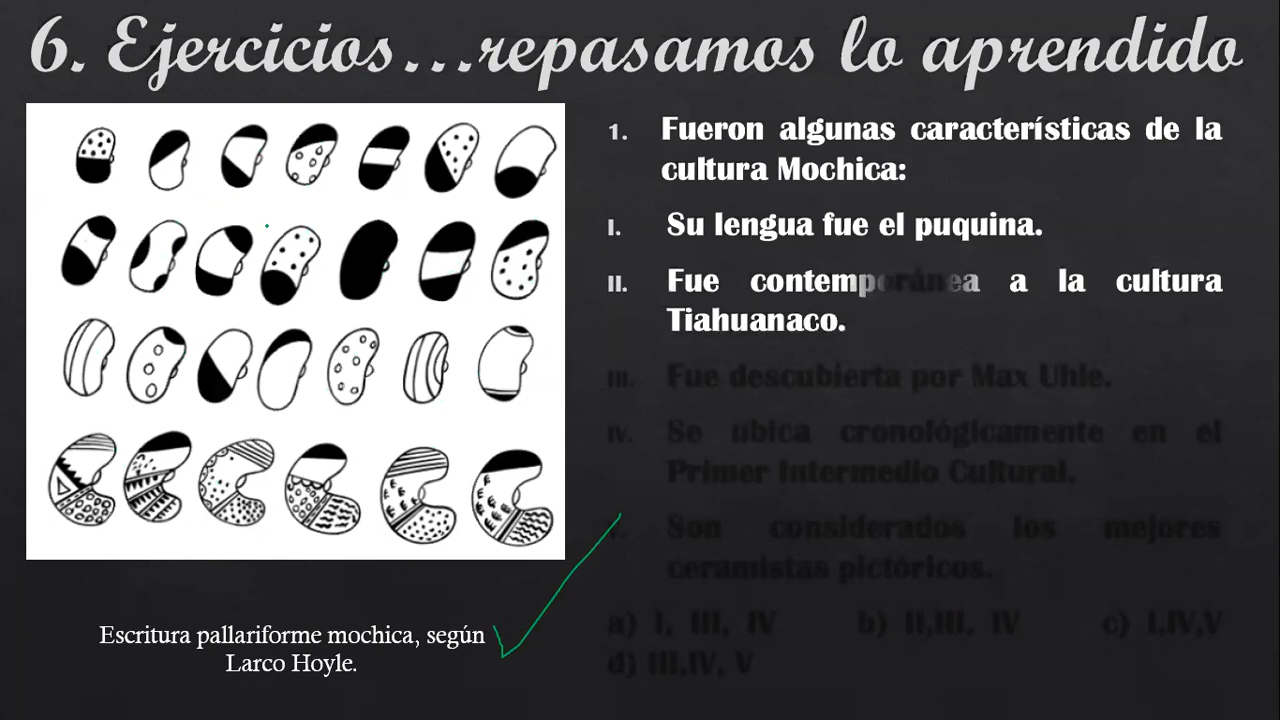 6. Ejercicios...repasamos lo aprendido
1. Fueron algunas características de la
cultura Mochica:
I. Su lengua fue el puquina.
II. Fue contemporánea a la cultura
Tiahuanaco.
III. Fue descubierta por Max Uhle.
IV. Se ubica cronológicamente en el
Primer Intermedio Cultural.
V. Son considerados los mejores
ceramistas pictóricos.
a) I, III, IV b) II,III, IV c) I,IV,V
d) III,IV, V
Escritura pallariforme mochica, según
Larco Hoyle.